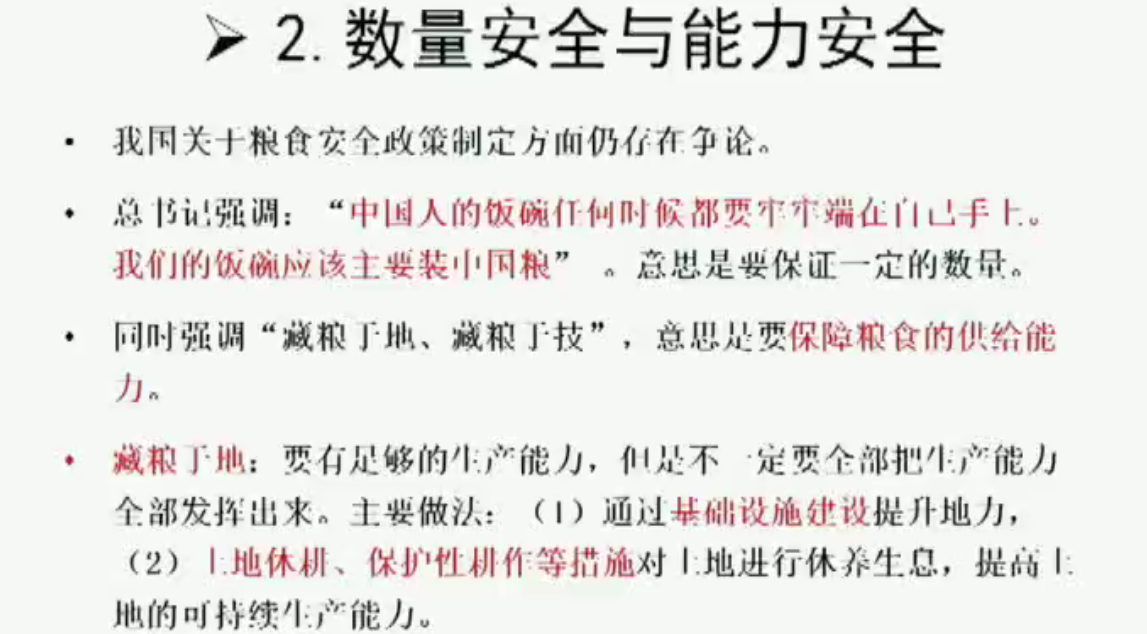 ➢ 2. 数量安全与能力安全
• 我国关于粮食安全政策制定方面仍存在争论。
• 总书记强调：“中国人的饭碗任何时候都要牢牢端在自己手上。
我们的饭碗应该主要装中国粮”。意思是要保证一定的数量。
• 同时强调“藏粮于地、藏粮于技”，意思是要保障粮食的供给能
力。
• 藏粮于地：要有足够的生产能力，但是不一定要全部把生产能力
全部发挥出来。主要做法：（1）通过基础设施建设提升地力，
（2）土地休耕、保护性耕作等措施对土地进行休养生息，提高土
地的可持续生产能力。